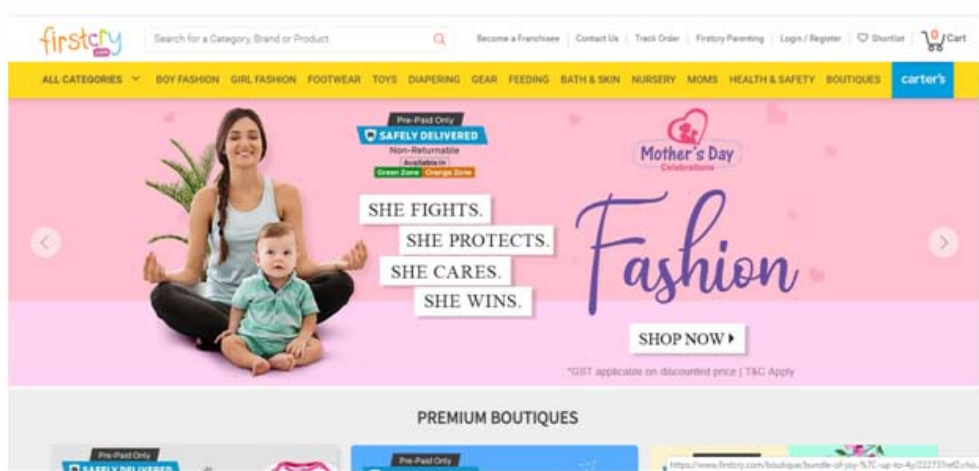 firstcry
.com
Search for a Category, Brand or Product
Become a Franchisee
Contact Us
Track Order
Firstcry Parenting
Login / Register
Shortlist
0
Cart
ALL CATEGORIES BOY FASHION GIRL FASHION FOOTWEAR TOYS DIAPERING GEAR FEEDING BATH & SKIN NURSERY MOMS HEALTH & SAFETY BOUTIQUES carter's
Pre-Paid Only
SAFELY DELIVERED
Non-Returnable
Available in
Green Zone Orange Zone
Mother's Day
Celebrations
SHE FIGHTS.
SHE PROTECTS.
SHE CARES.
SHE WINS.
Fashion
SHOP NOW
*GST applicable on discounted price | T&C Apply
PREMIUM BOUTIQUES
Pre-Paid Only
SAFELY DELIVERED
Pre-Paid Only
SAFELY DELIVERED